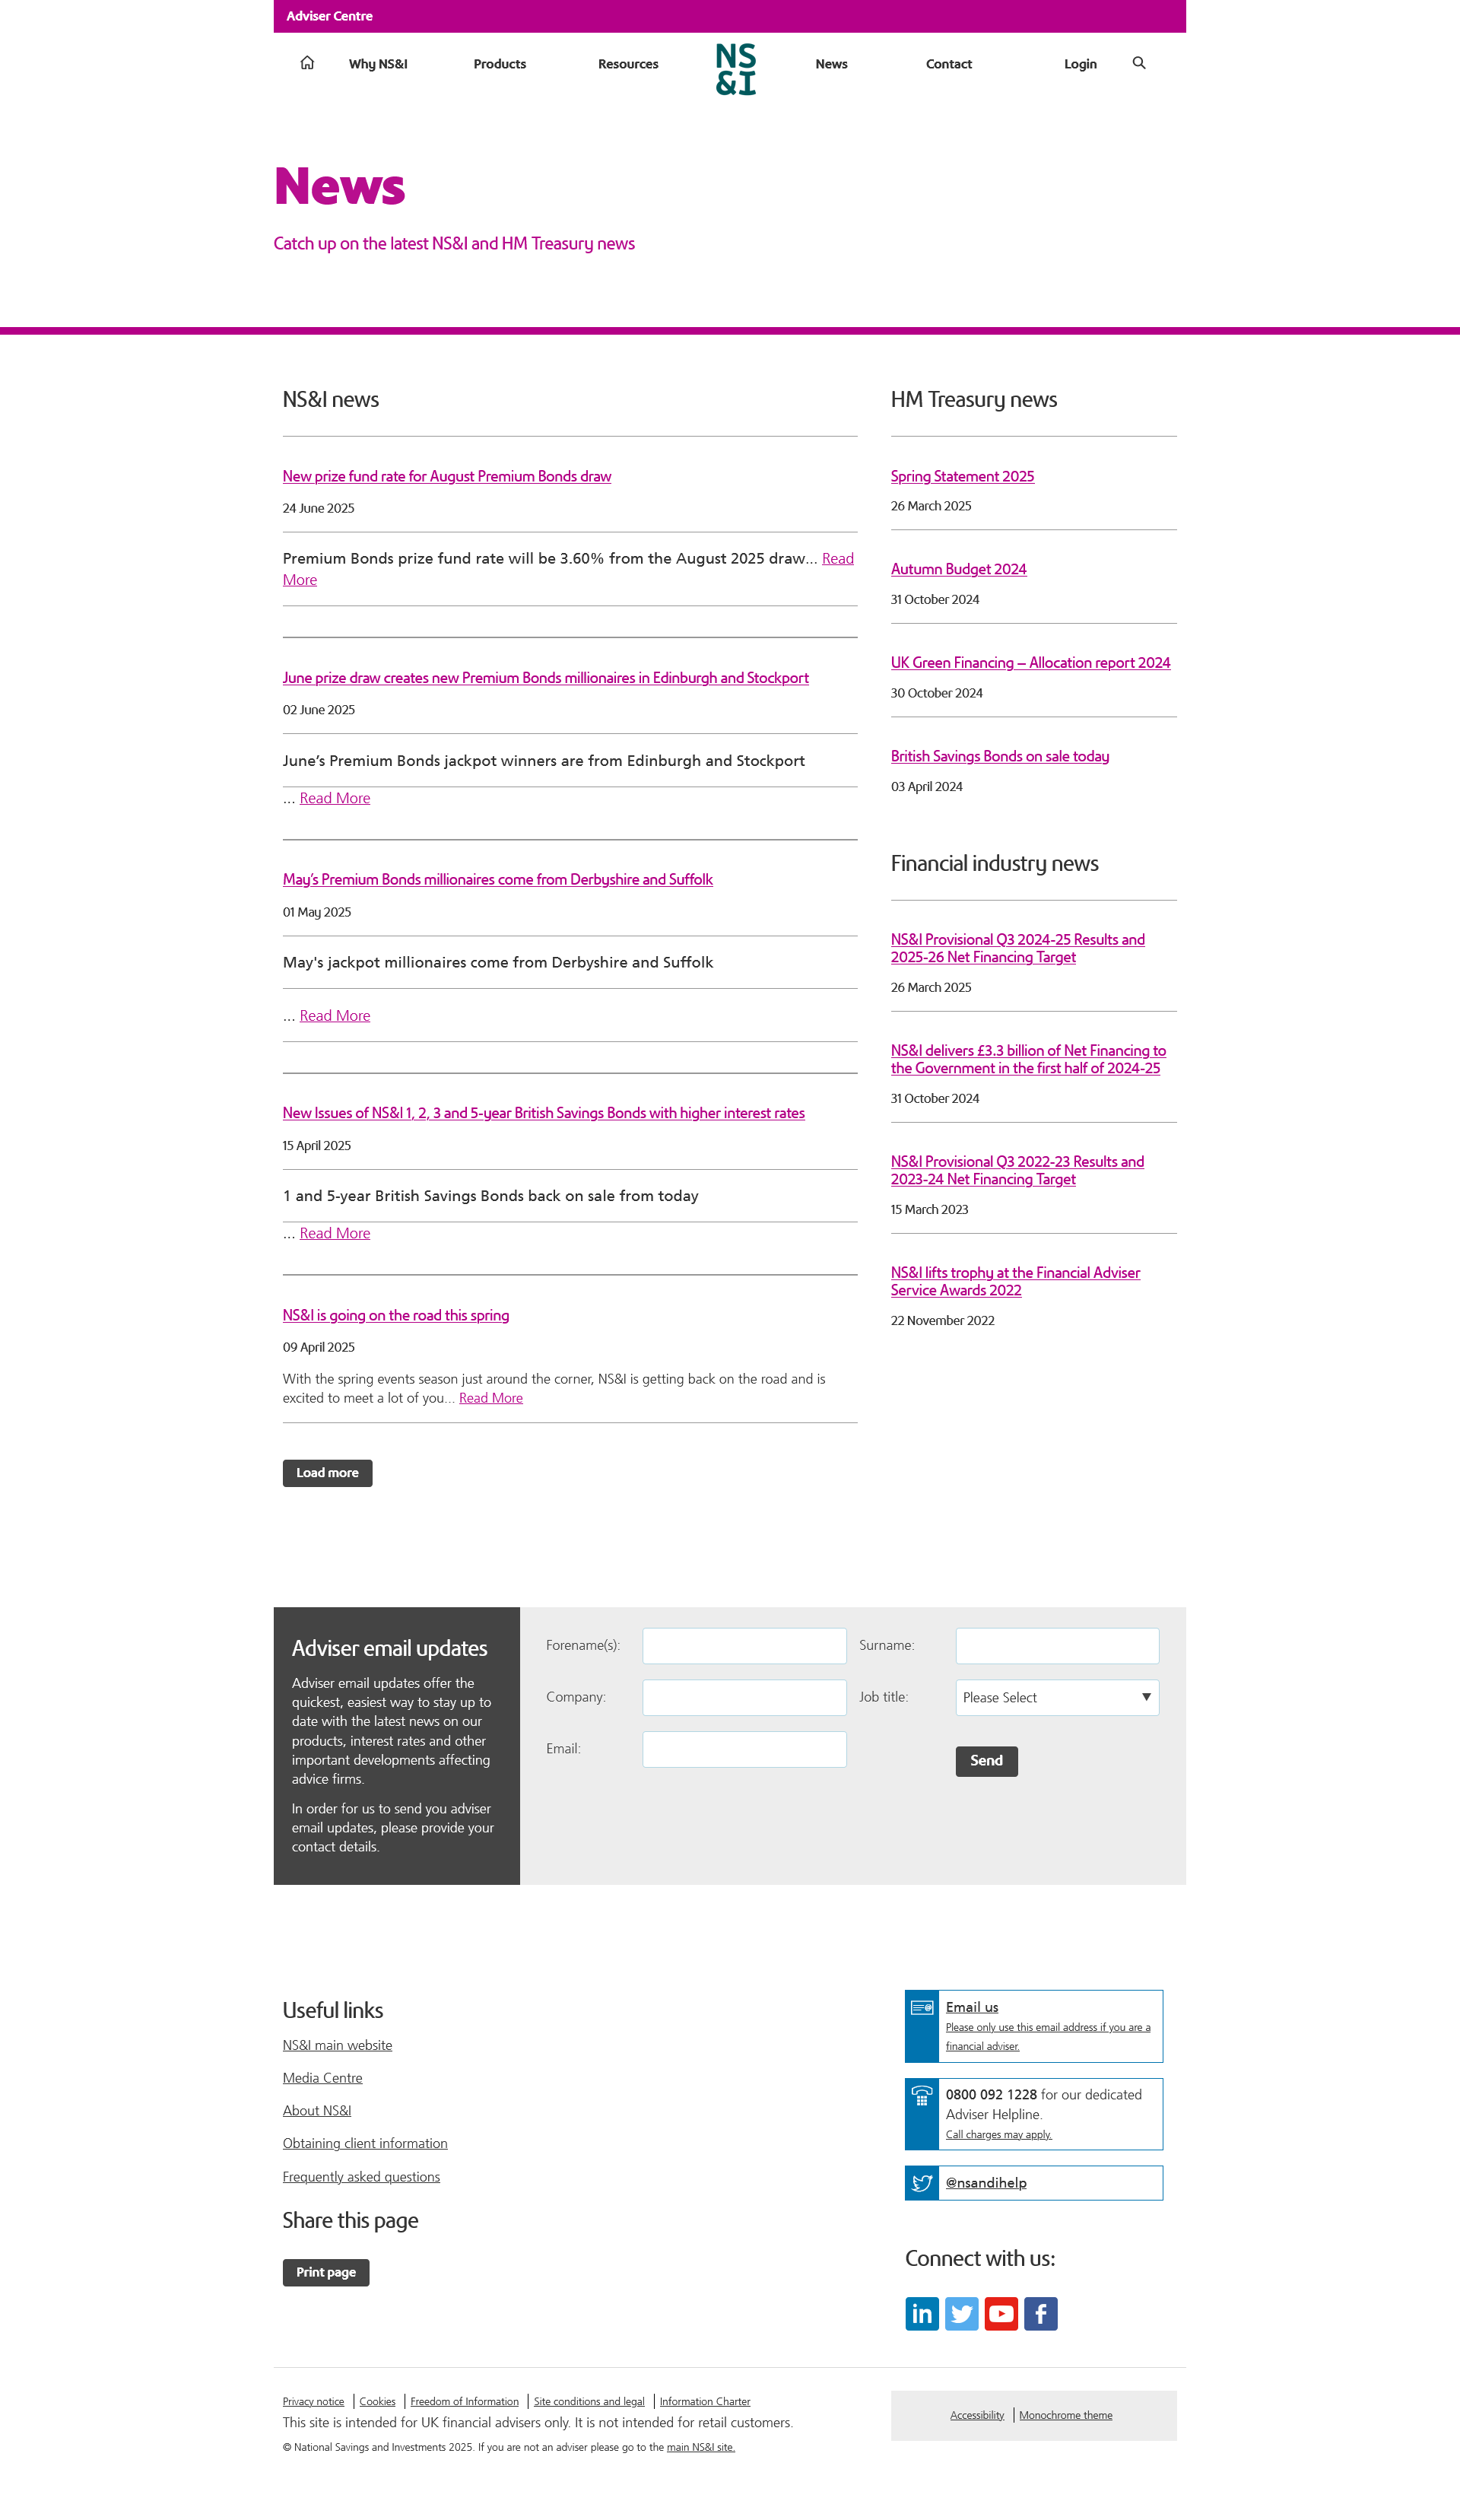 Adviser Centre
Why NS&I
Products
Resources
NS
&I
News
Contact
Login
News
Catch up on the latest NS&I and HM Treasury news
NS&I news
New prize fund rate for August Premium Bonds draw
24 June 2025
Premium Bonds prize fund rate will be 3.60% from the August 2025 draw... Read
More
June prize draw creates new Premium Bonds millionaires in Edinburgh and Stockport
02 June 2025
June’s Premium Bonds jackpot winners are from Edinburgh and Stockport
... Read More
May’s Premium Bonds millionaires come from Derbyshire and Suffolk
01 May 2025
May's jackpot millionaires come from Derbyshire and Suffolk
... Read More
New Issues of NS&I 1, 2, 3 and 5-year British Savings Bonds with higher interest rates
15 April 2025
1 and 5-year British Savings Bonds back on sale from today
... Read More
NS&I is going on the road this spring
09 April 2025
With the spring events season just around the corner, NS&I is getting back on the road and is
excited to meet a lot of you... Read More
Load more
HM Treasury news
Spring Statement 2025
26 March 2025
Autumn Budget 2024
31 October 2024
UK Green Financing – Allocation report 2024
30 October 2024
British Savings Bonds on sale today
03 April 2024
Financial industry news
NS&I Provisional Q3 2024-25 Results and
2025-26 Net Financing Target
26 March 2025
NS&I delivers £3.3 billion of Net Financing to
the Government in the first half of 2024-25
31 October 2024
NS&I Provisional Q3 2022-23 Results and
2023-24 Net Financing Target
15 March 2023
NS&I lifts trophy at the Financial Adviser
Service Awards 2022
22 November 2022
Adviser email updates
Adviser email updates offer the
quickest, easiest way to stay up to
date with the latest news on our
products, interest rates and other
important developments affecting
advice firms.
In order for us to send you adviser
email updates, please provide your
contact details.
Forename(s):
Surname:
Company:
Job title:
Please Select
Email:
Send
Useful links
NS&I main website
Media Centre
About NS&I
Obtaining client information
Frequently asked questions
Share this page
Print page
Email us
Please only use this email address if you are a
financial adviser.
0800 092 1228 for our dedicated
Adviser Helpline.
Call charges may apply.
@nsandihelp
Connect with us:
Privacy notice
Cookies
Freedom of Information
Site conditions and legal
Information Charter
This site is intended for UK financial advisers only. It is not intended for retail customers.
© National Savings and Investments 2025. If you are not an adviser please go to the main NS&I site.
Accessibility
Monochrome theme